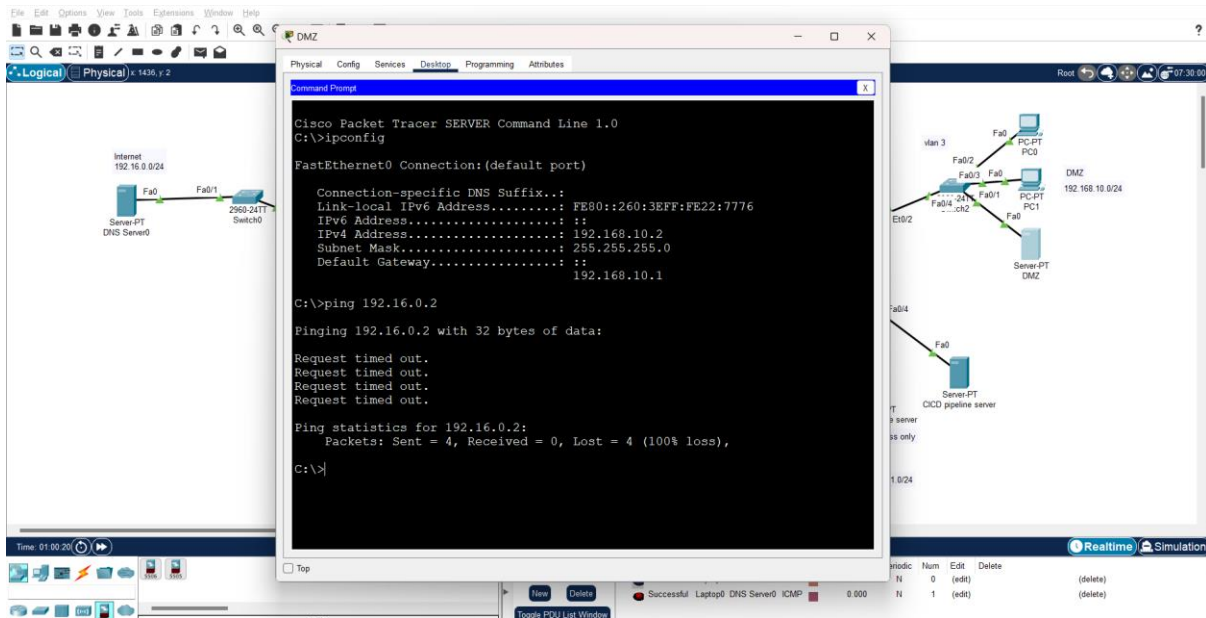 File Edit Options View Tools Extensions Window Help
?
DMZ
Physical Config Services Desktop Programming Attributes
Logical Physical x: 1436, y: 2
Root 07:30:00
Command Prompt X
Cisco Packet Tracer SERVER Command Line 1.0
C:\>ipconfig
FastEthernet0 Connection:(default port)
Connection-specific DNS Suffix..:
Link-local IPv6 Address.........: FE80::260:3EFF:FE22:7776
IPv6 Address....................: ::
IPv4 Address....................: 192.168.10.2
Subnet Mask.....................: 255.255.255.0
Default Gateway.................: ::
192.168.10.1
C:\>ping 192.16.0.2
Pinging 192.16.0.2 with 32 bytes of data:
Request timed out.
Request timed out.
Request timed out.
Request timed out.
Ping statistics for 192.16.0.2:
Packets: Sent = 4, Received = 0, Lost = 4 (100% loss),
C:\>
Top
Internet
192.16.0.0/24
Fa0
Fa0/1
Server-PT
DNS Server0
2960-24TT
Switch0
vlan 3
Fa0
PC-PT
PC0
Fa0/2
Fa0/3 Fa0
DMZ
192.168.10.0/24
Fa0/4
Fa0/1
PC-PT
PC1
Et0/2
Fa0
Server-PT
DMZ
Fa0/4
Fa0
Server-PT
CICD pipeline server
server
only
1.0/24
Time: 01:00:20
Realtime Simulation
5506 5505
New Delete
Toggle PDU List Window
Num Edit Delete
N 0 (edit) (delete)
Successful Laptop0 DNS Server0 ICMP 0.000 N 1 (edit) (delete)